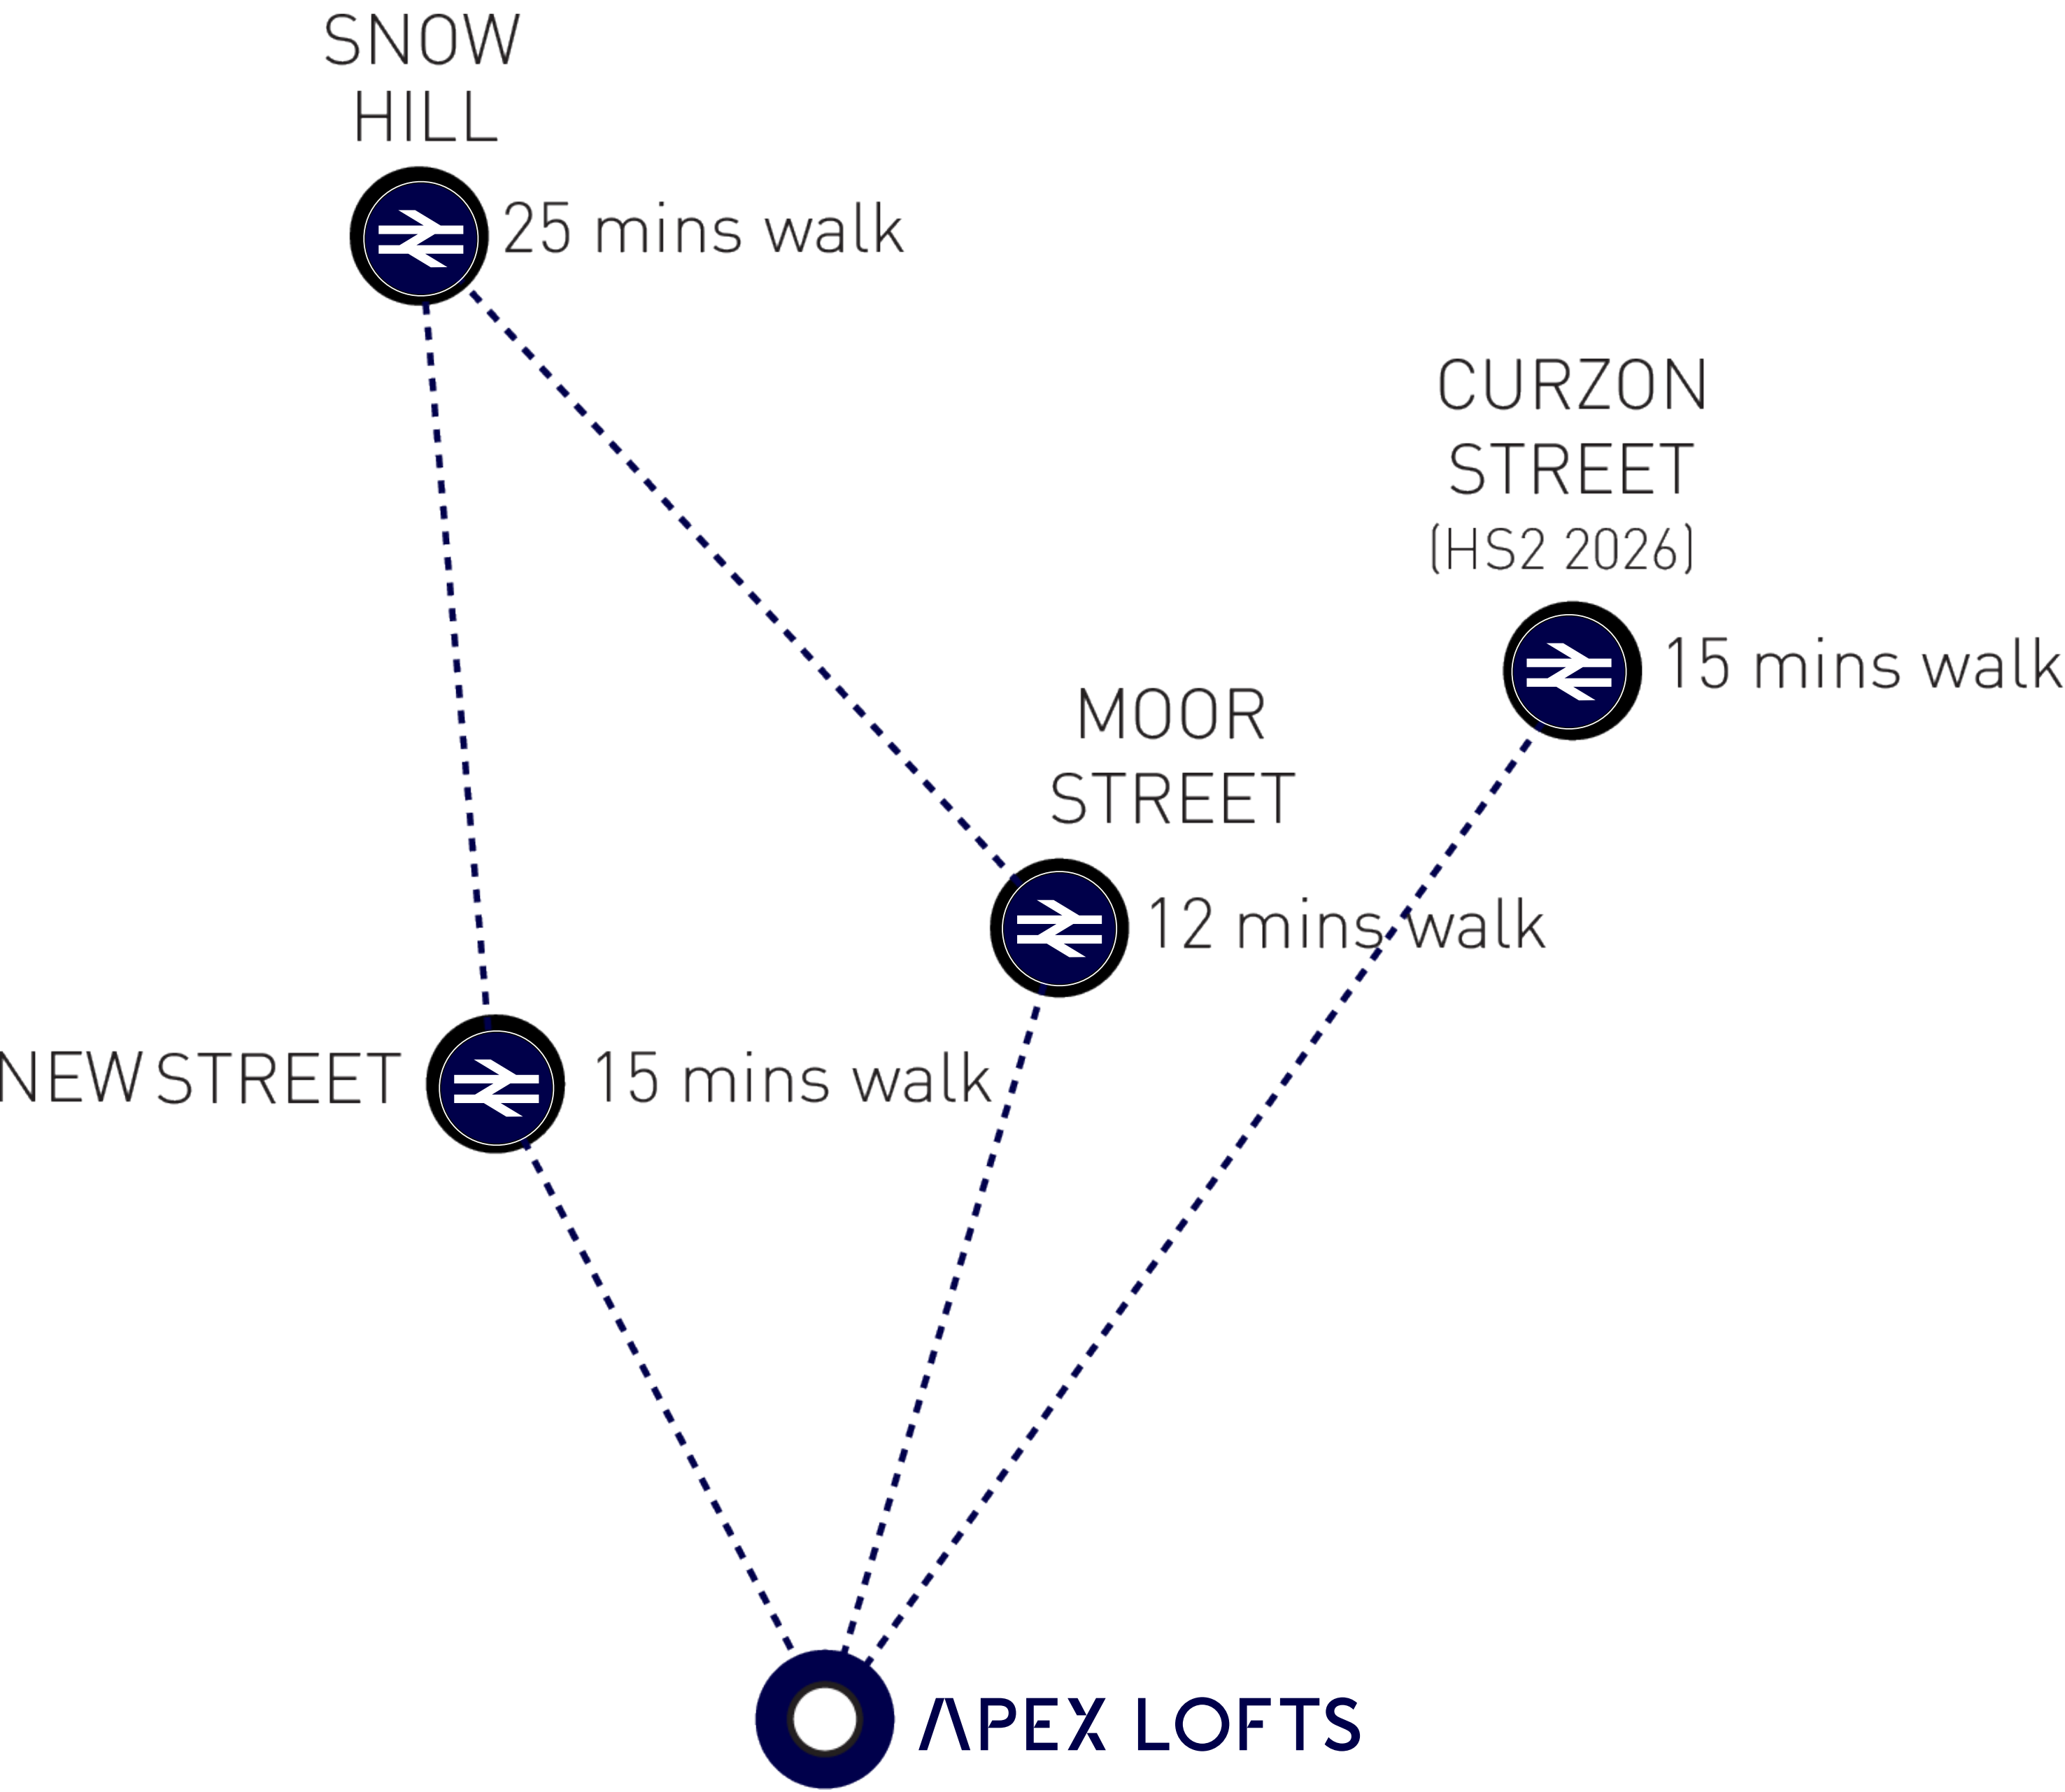 SNOW
HILL
25 mins walk
CURZON
STREET
(HS2 2026)
15 mins walk
MOOR
STREET
12 mins walk
NEW STREET
15 mins walk
APEX LOFTS